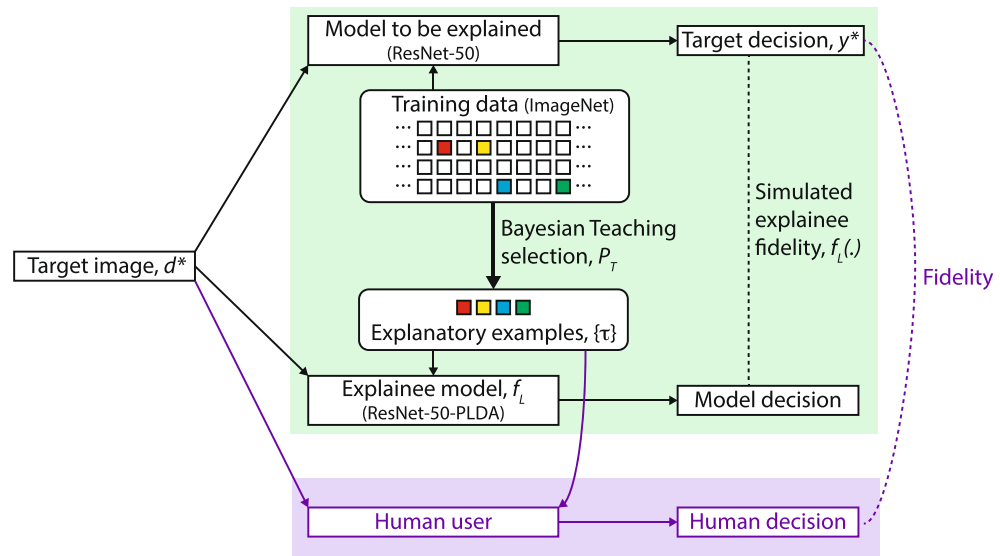 Model to be explained
(ResNet-50)
Target decision, y*
Training data (ImageNet)
... ...
... ...
... ...
... ...
Bayesian Teaching
selection, P_T
Simulated
explainee
fidelity, f_L(.)
Target image, d*
Fidelity
Explanatory examples, {τ}
Explainee model, f_L
(ResNet-50-PLDA)
Model decision
Human user
Human decision